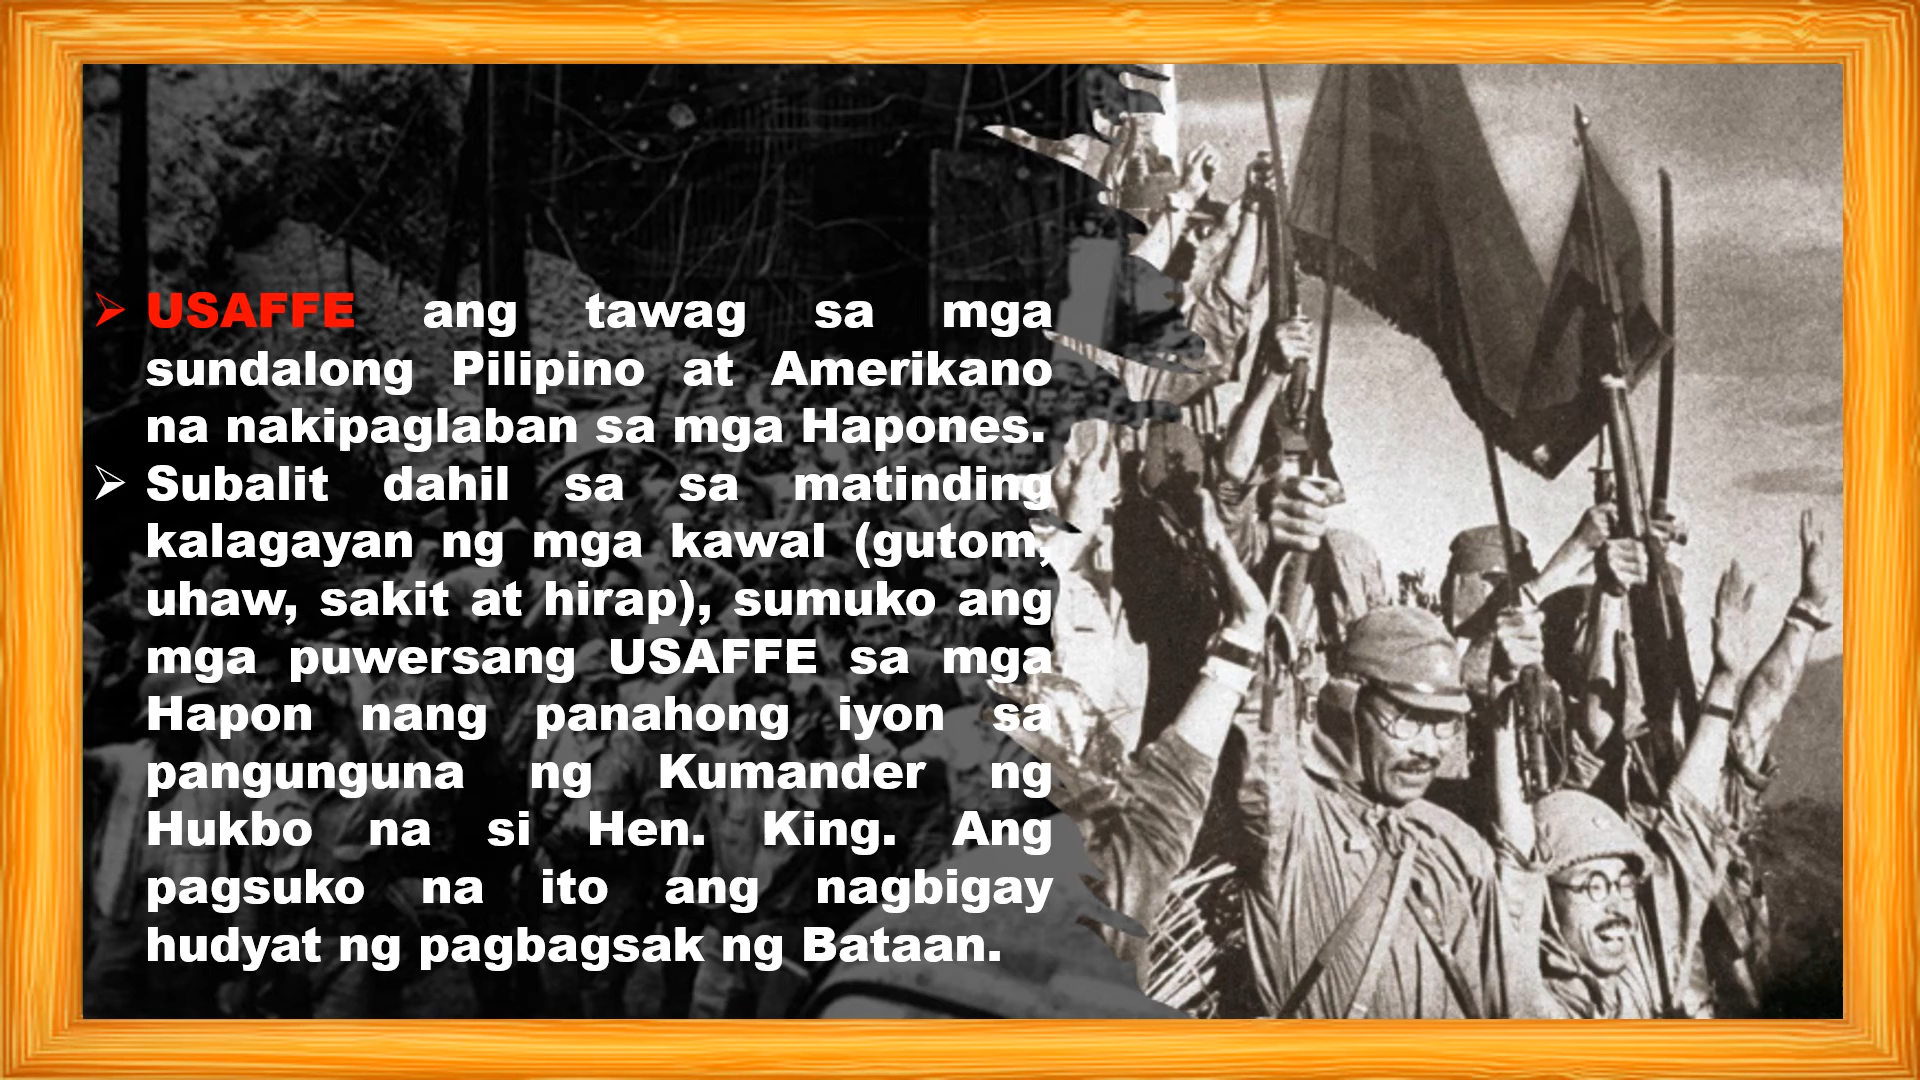 USAFFE ang tawag sa mga
sundalong Pilipino at Amerikano
na nakipaglaban sa mga Hapones.
Subalit dahil sa sa matinding
kalagayan ng mga kawal (gutom,
uhaw, sakit at hirap), sumuko ang
mga puwersang USAFFE sa mga
Hapon nang panahong iyon sa
pangunguna ng Kumander ng
Hukbo na si Hen. King. Ang
pagsuko na ito ang nagbigay
hudyat ng pagbagsak ng Bataan.